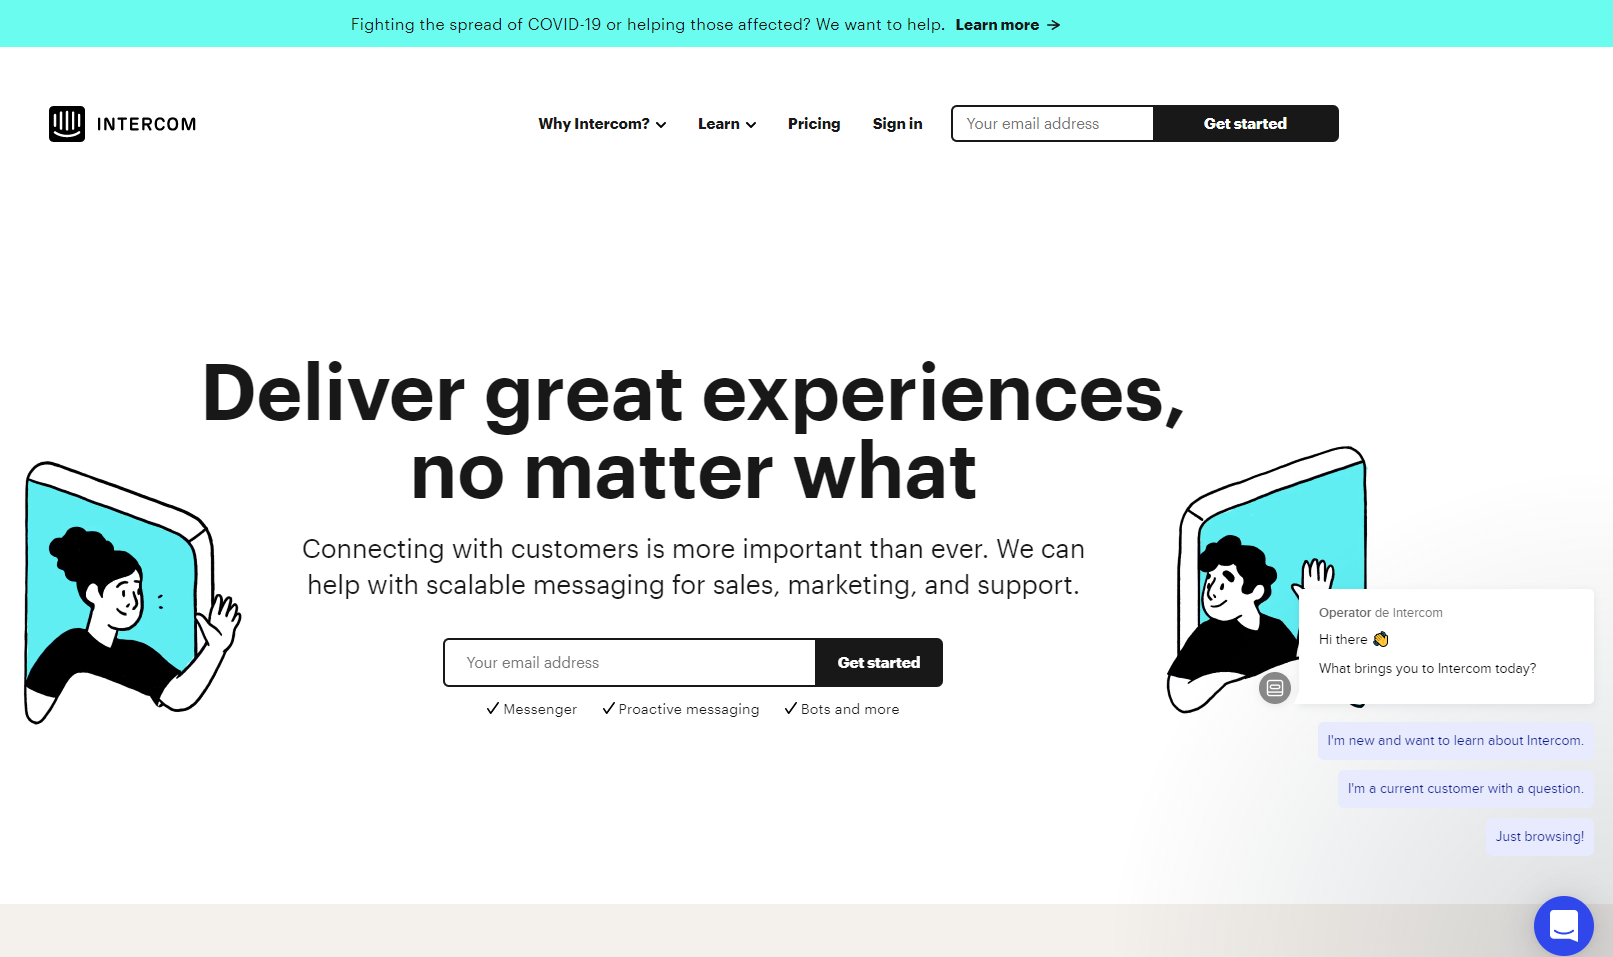 Fighting the spread of COVID-19 or helping those affected? We want to help. Learn more →
INTERCOM
Why Intercom? Learn Pricing Sign in Your email address Get started
Deliver great experiences,
no matter what
Connecting with customers is more important than ever. We can
help with scalable messaging for sales, marketing, and support.
Your email address Get started
✓ Messenger ✓ Proactive messaging ✓ Bots and more
Operator de Intercom
Hi there 👋
What brings you to Intercom today?
I'm new and want to learn about Intercom.
I'm a current customer with a question.
Just browsing!